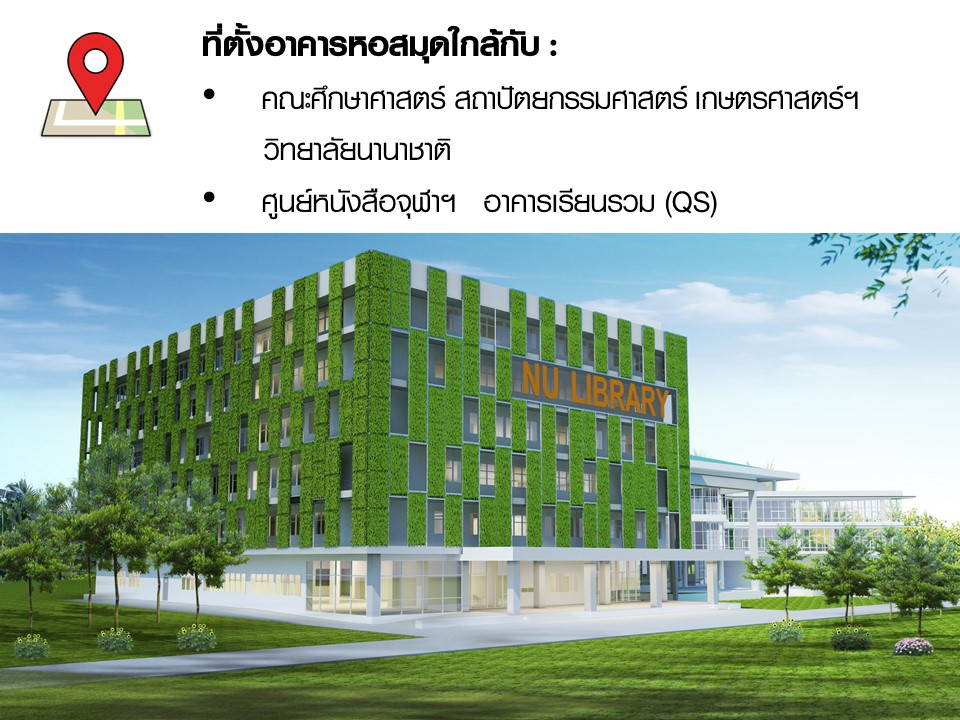 ที่ตั้งอาคารหอสมุดใกล้กับ :
• คณะศึกษาศาสตร์ สถาปัตยกรรมศาสตร์ เกษตรศาสตร์ฯ
วิทยาลัยนานาชาติ
• ศูนย์หนังสือจุฬาฯ อาคารเรียนรวม (QS)
NU LIBRARY